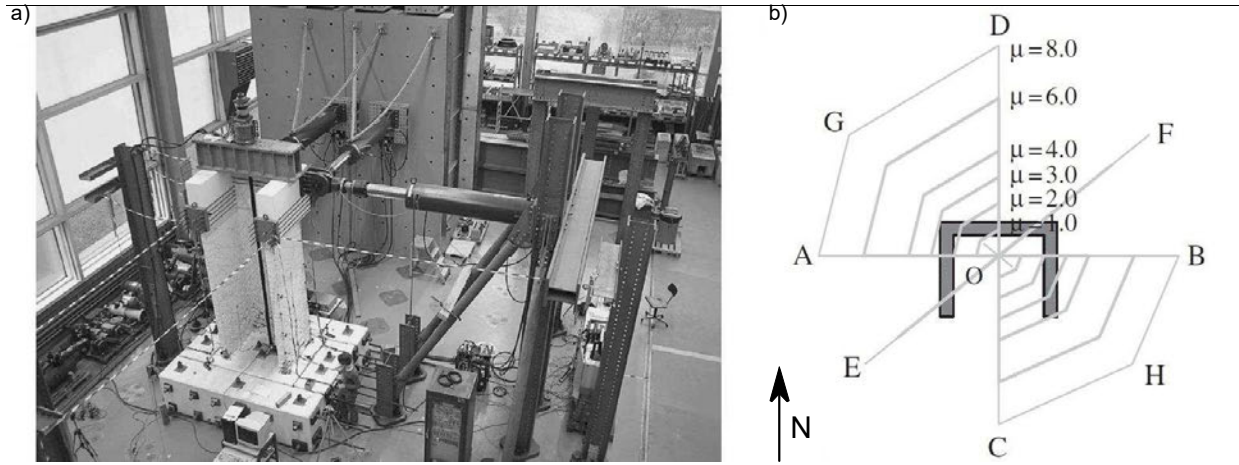 a)
b)
D
μ = 8.0
μ = 6.0
G
F
μ = 4.0
μ = 3.0
μ = 2.0
μ = 1.0
A
O
B
E
H
N
C